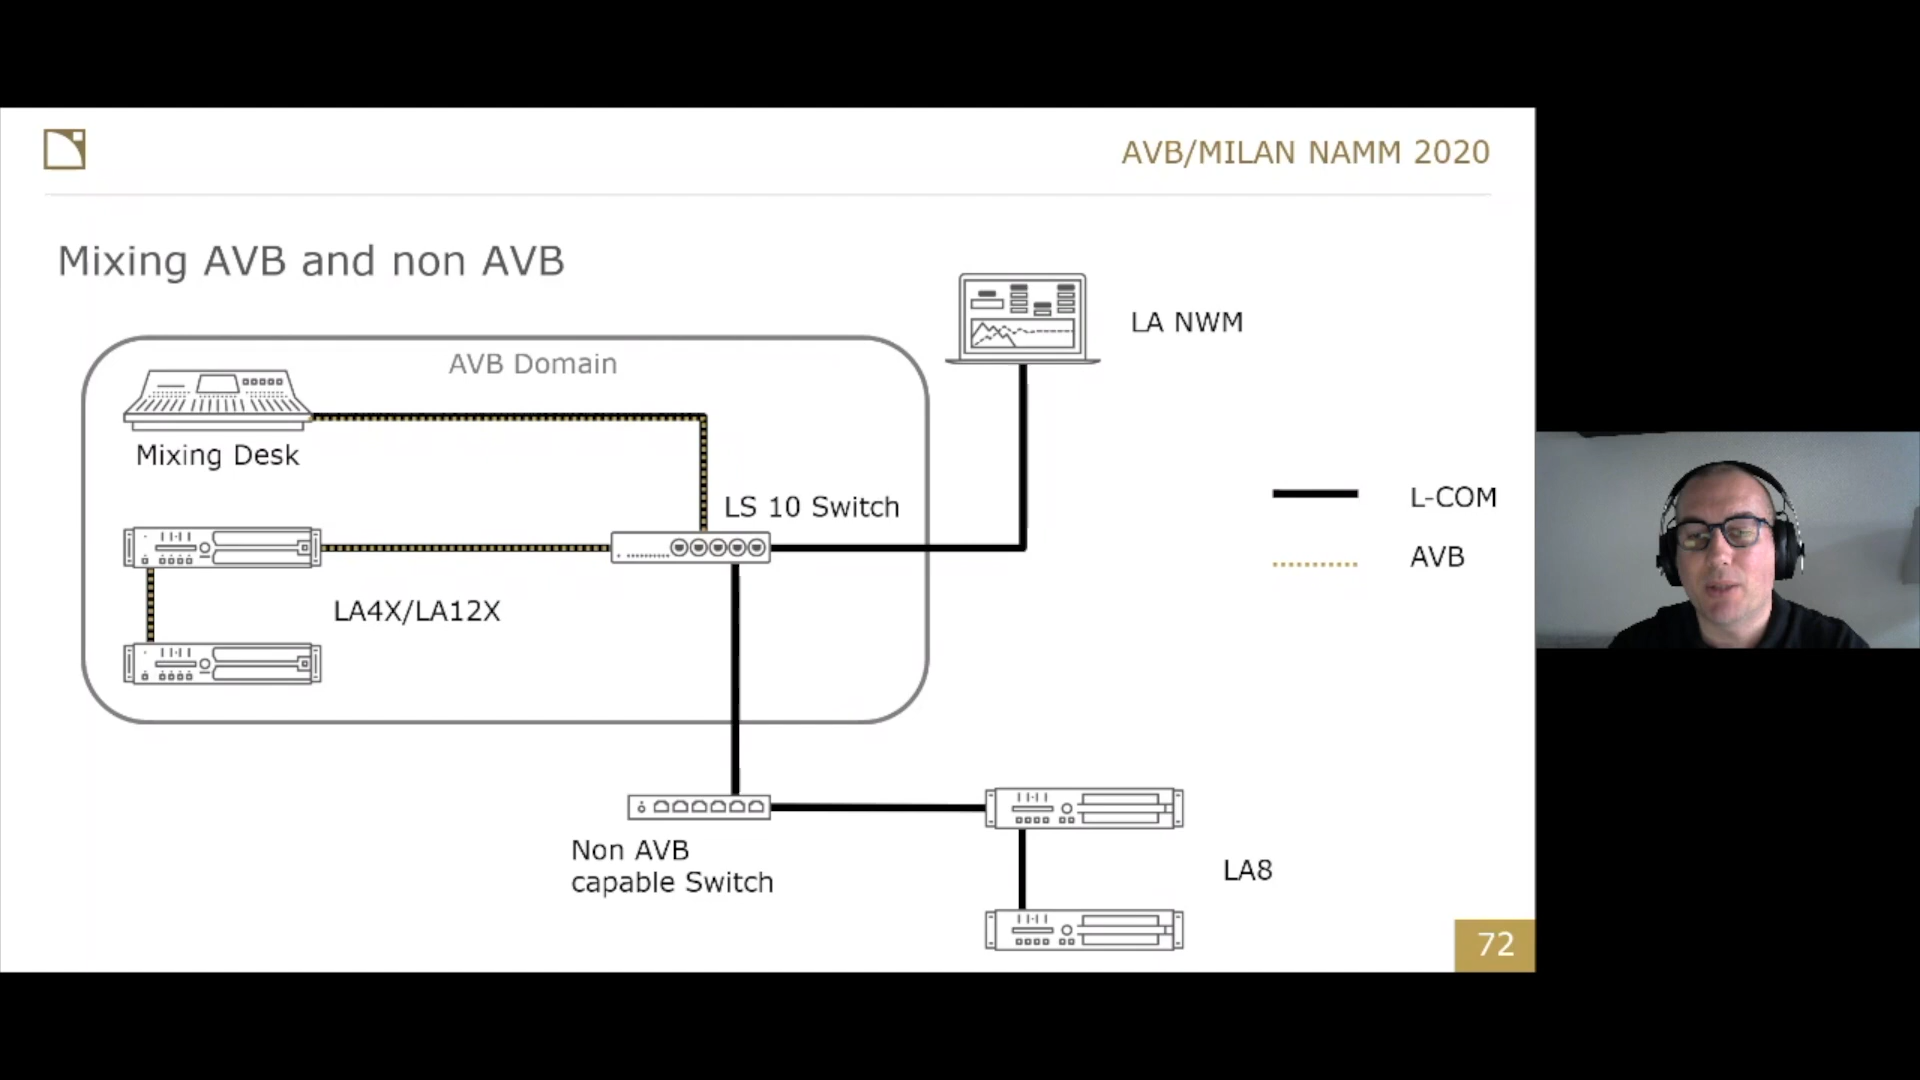 AVB/MILAN NAMM 2020
Mixing AVB and non AVB
LA NWM
AVB Domain
Mixing Desk
LS 10 Switch
L-COM
AVB
LA4X/LA12X
Non AVB
capable Switch
LA8
72